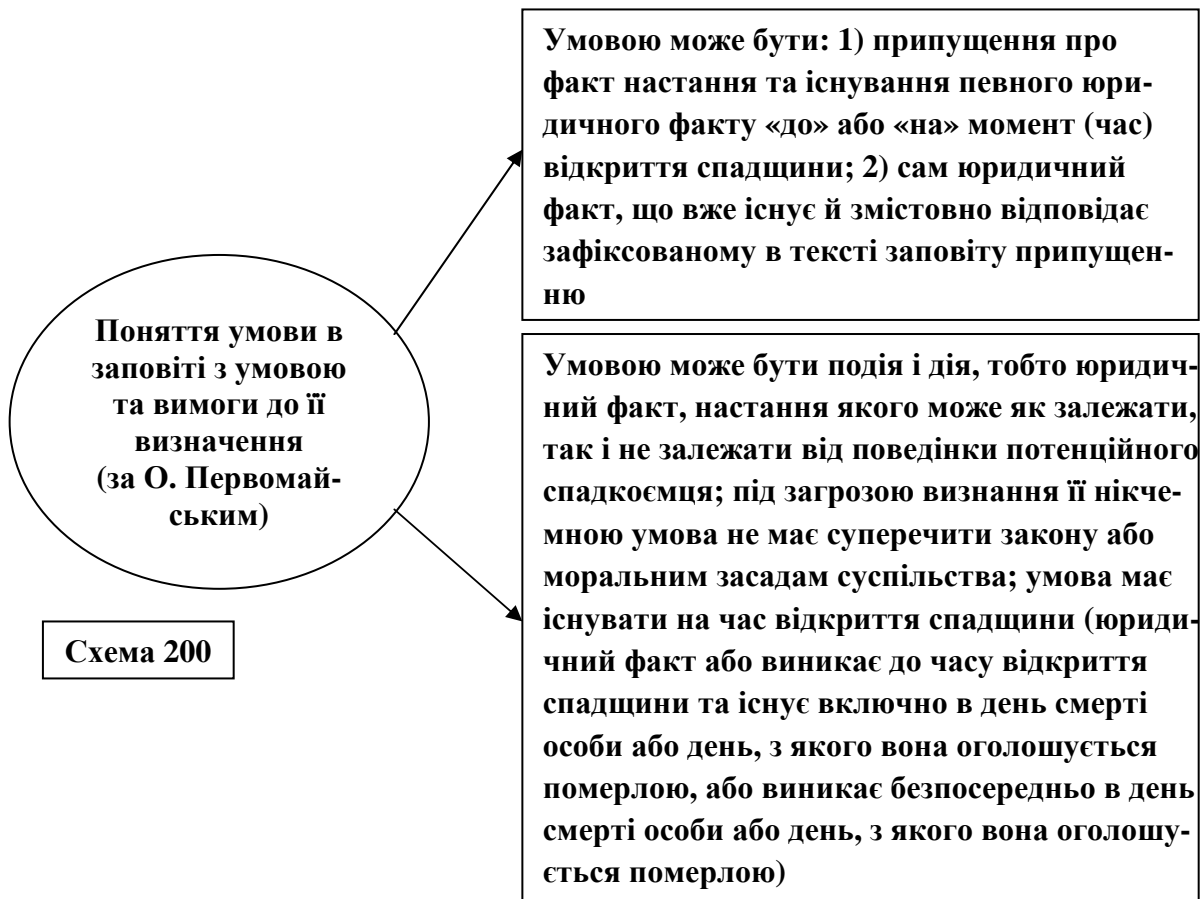 Умовою може бути: 1) припущення про
факт настання та існування певного юри-
дичного факту «до» або «на» момент (час)
відкриття спадщини; 2) сам юридичний
факт, що вже існує й змістовно відповідає
зафіксованому в тексті заповіту припущен-
ню
Поняття умови в
заповіті з умовою
та вимоги до її
визначення
(за О. Первомай-
ським)
Умовою може бути подія і дія, тобто юридич-
ний факт, настання якого може як залежати,
так і не залежати від поведінки потенційного
спадкоємця; під загрозою визнання її нікче-
мною умова не має суперечити закону або
моральним засадам суспільства; умова має
існувати на час відкриття спадщини (юриди-
чний факт або виникає до часу відкриття
спадщини та існує включно в день смерті
особи або день, з якого вона оголошується
померлою, або виникає безпосередньо в день
смерті особи або день, з якого вона оголошу-
ється померлою)
Схема 200